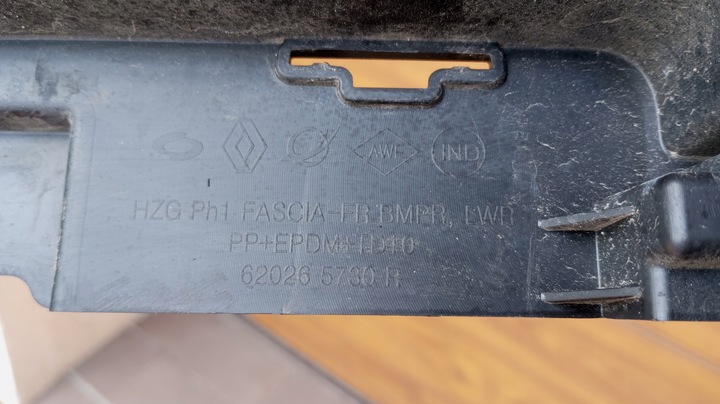 AWF IND
HZG Ph1 FASCIA-FR BMPR, LWR
PP+EPDM+TD10
62026 5730 R